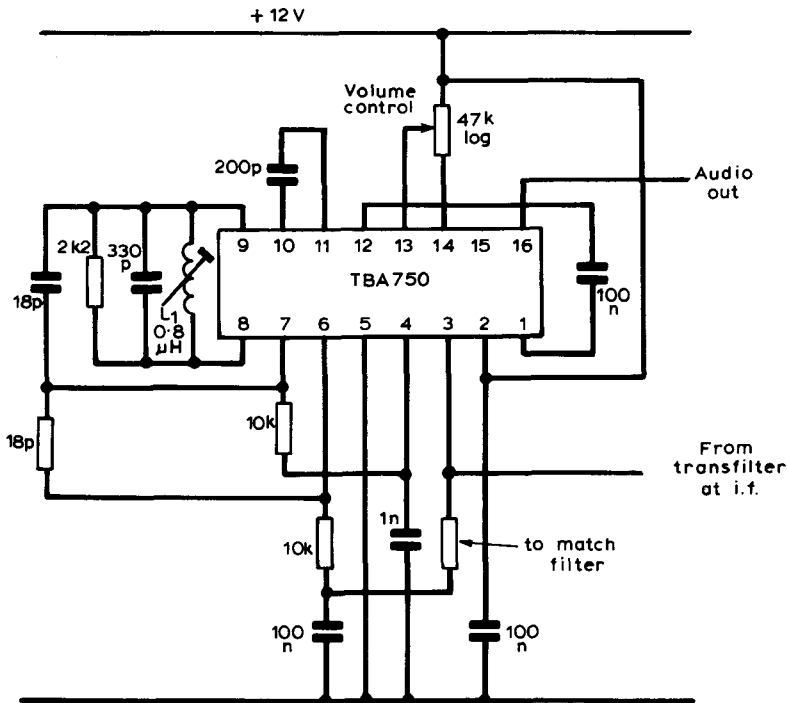 + 12 V
Volume
control
47k
log
200p
Audio
out
9 10 11 12 13 14 15 16
TBA750
2k2
330
p
18p
L1
0·8
µH
100
n
8 7 6 5 4 3 2 1
18p
10k
From
transfilter
at i.f.
1n
10k
to match
filter
100
n
100
n